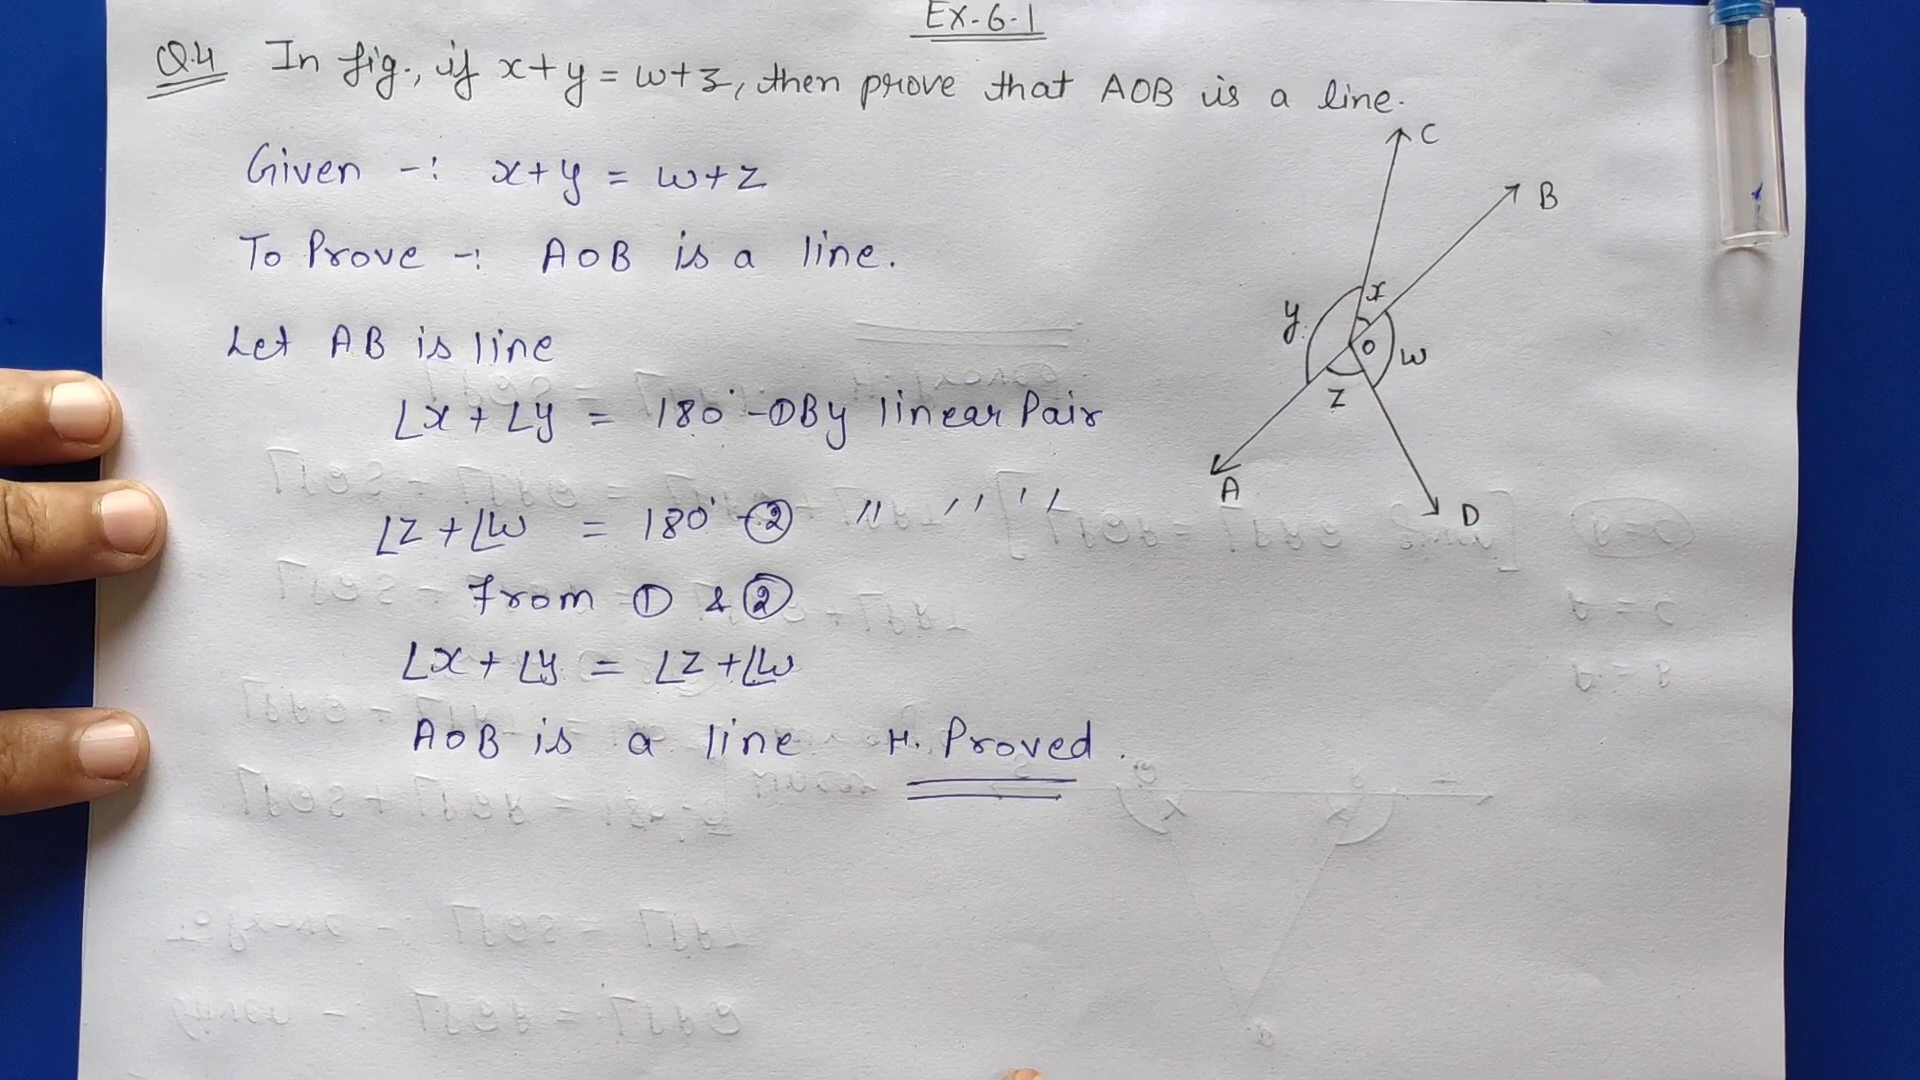 EX-6.1
Q.4 In fig., if x+y = w+z, then prove that AOB is a line.
Given -: x+y = w+z
To Prove -: AOB is a line.
Let AB is line
∠x + ∠y = 180° -① By linear Pair
∠z + ∠w = 180° -② " " " "
From ① & ②
∠x + ∠y = ∠z + ∠w
AOB is a line H. Proved.
C
B
x
y
O
w
z
A
D